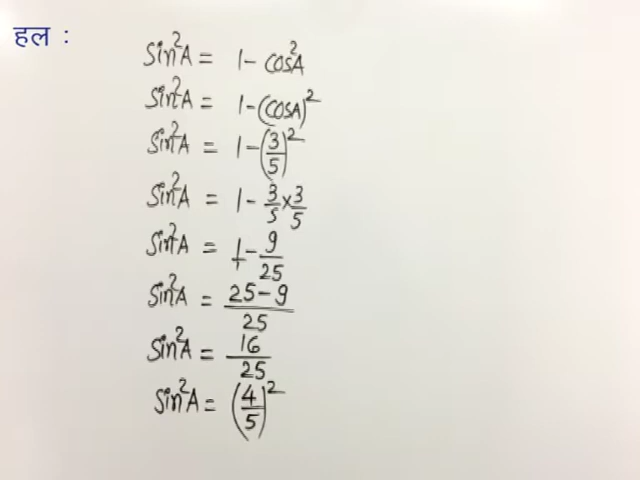 हल :
Sin²A = 1 - cos²A
Sin²A = 1 - (cosA)²
Sin²A = 1 - (3/5)²
Sin²A = 1 - 3/5 × 3/5
Sin²A = 1 - 9/25
Sin²A = 25 - 9/25
Sin²A = 16/25
Sin²A = (4/5)²